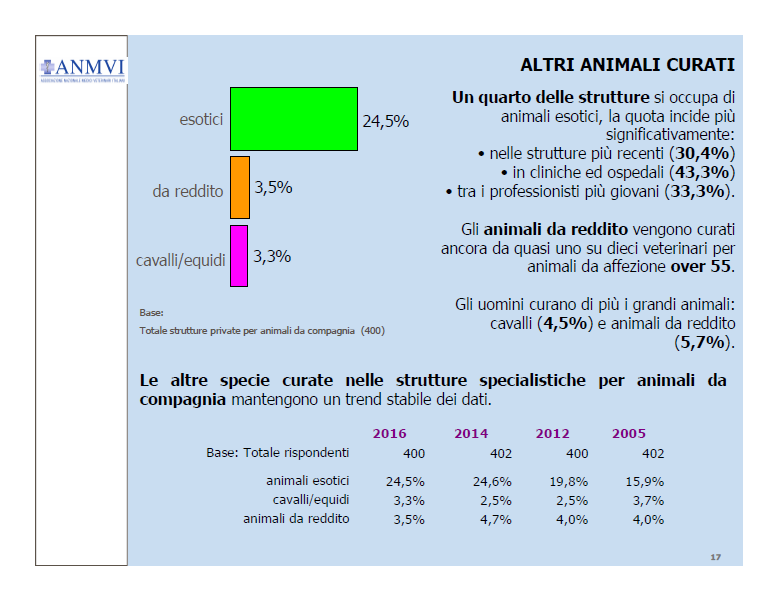 ANMVI
ASSOCIAZIONE NAZIONALE MEDICI VETERINARI ITALIANI
ALTRI ANIMALI CURATI
esotici
24,5%
da reddito
3,5%
cavalli/equidi
3,3%
Base:
Totale strutture private per animali da compagnia (400)
Un quarto delle strutture si occupa di
animali esotici, la quota incide più
significativamente:
• nelle strutture più recenti (30,4%)
• in cliniche ed ospedali (43,3%)
• tra i professionisti più giovani (33,3%).
Gli animali da reddito vengono curati
ancora da quasi uno su dieci veterinari per
animali da affezione over 55.
Gli uomini curano di più i grandi animali:
cavalli (4,5%) e animali da reddito
(5,7%).
Le altre specie curate nelle strutture specialistiche per animali da
compagnia mantengono un trend stabile dei dati.
2016 2014 2012 2005
Base: Totale rispondenti 400 402 400 402
animali esotici 24,5% 24,6% 19,8% 15,9%
cavalli/equidi 3,3% 2,5% 2,5% 3,7%
animali da reddito 3,5% 4,7% 4,0% 4,0%
17